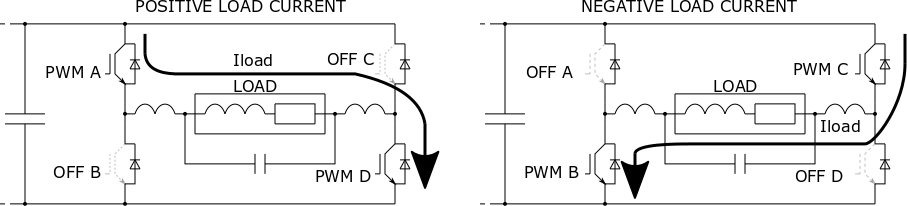 POSITIVE LOAD CURRENT
PWM A
Iload
OFF C
LOAD
OFF B
PWM D
NEGATIVE LOAD CURRENT
OFF A
PWM C
LOAD
Iload
PWM B
OFF D